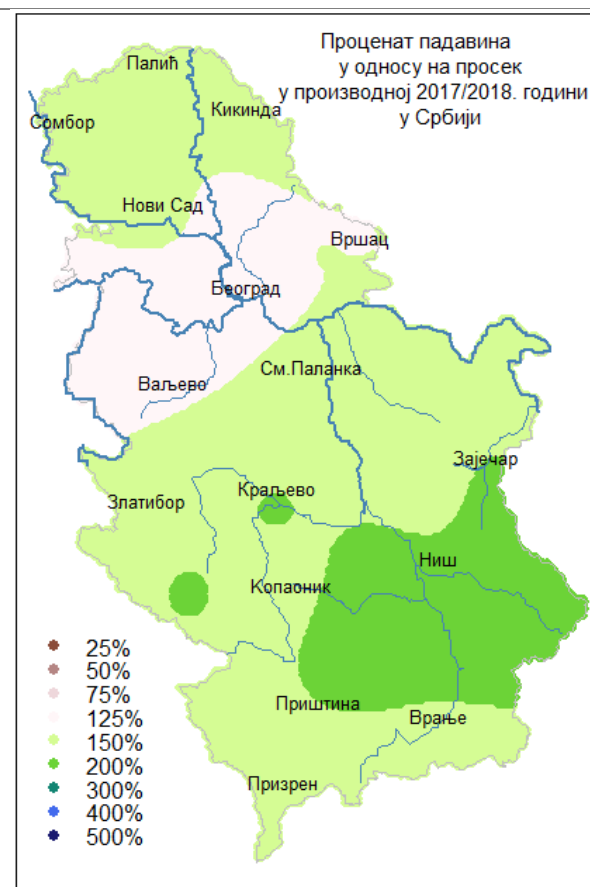 Проценат падавина
у односу на просек
у производној 2017/2018. години
у Србији
Палић
Кикинда
Сомбор
Нови Сад
Вршац
Београд
См.Паланка
Ваљево
Зајечар
Краљево
Златибор
Ниш
Копаоник
Приштина
Врање
Призрен
25%
50%
75%
125%
150%
200%
300%
400%
500%